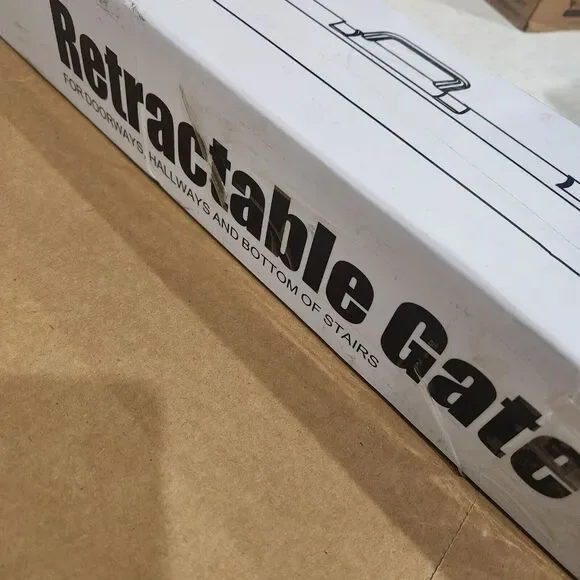 Retractable Gate
FOR DOORWAYS, HALLWAYS AND BOTTOM OF STAIRS